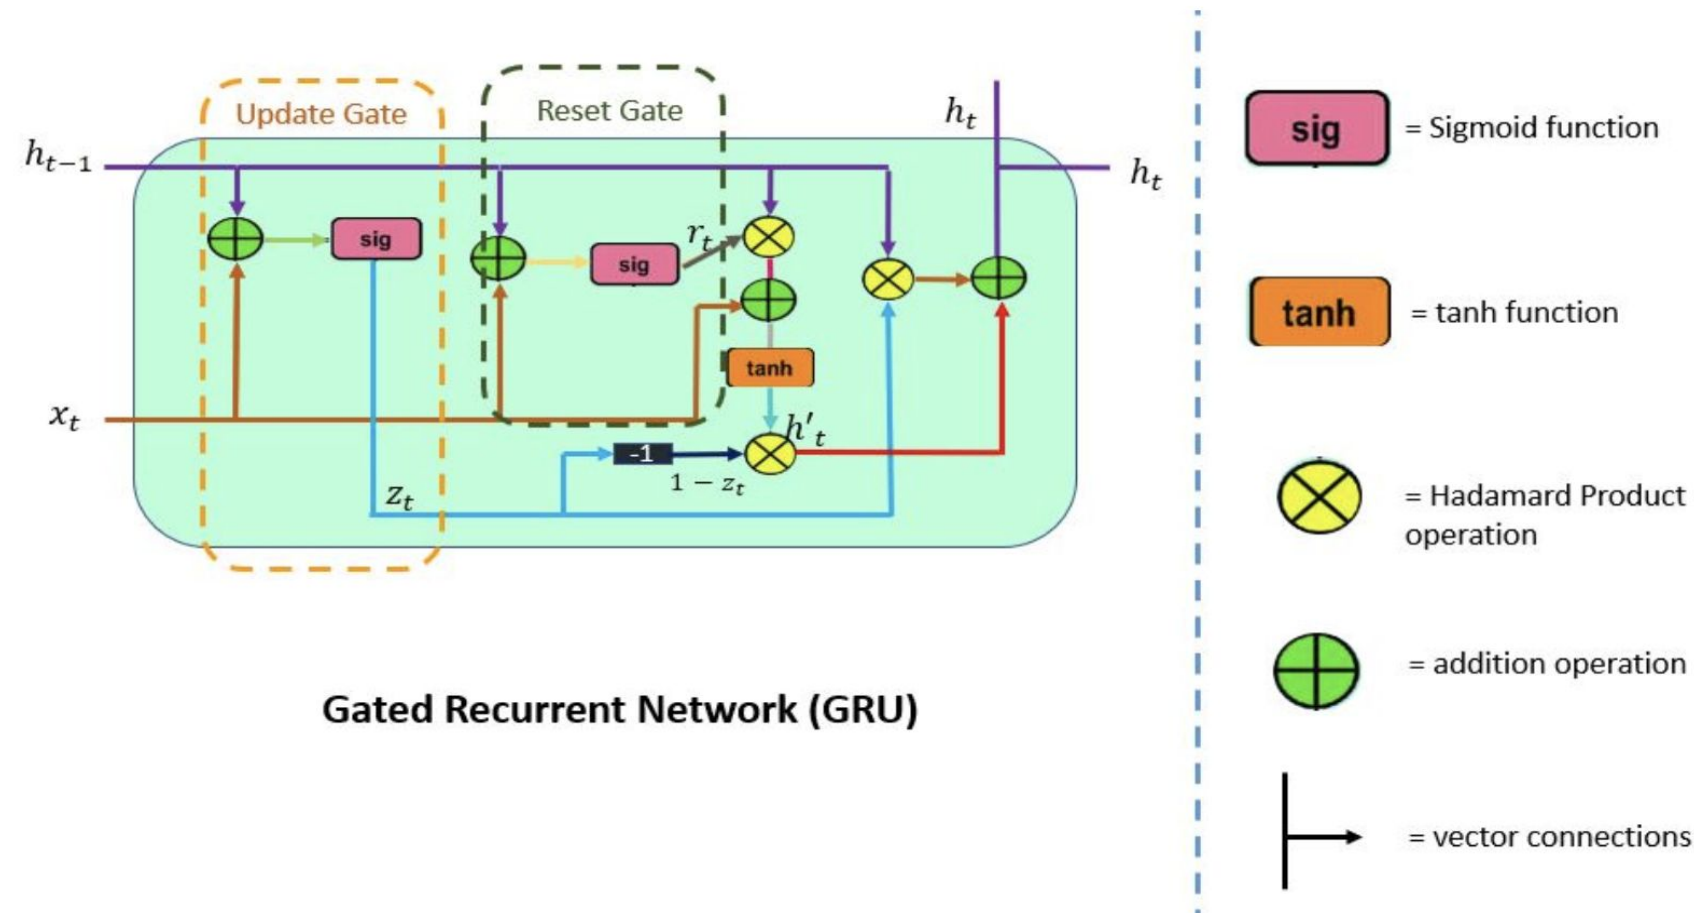 Update Gate
Reset Gate
h_t
h_{t-1}
h_t
sig
r_t
sig
tanh
x_t
h'_t
-1
1 − z_t
z_t
Gated Recurrent Network (GRU)
sig = Sigmoid function
tanh = tanh function
= Hadamard Product
operation
= addition operation
= vector connections